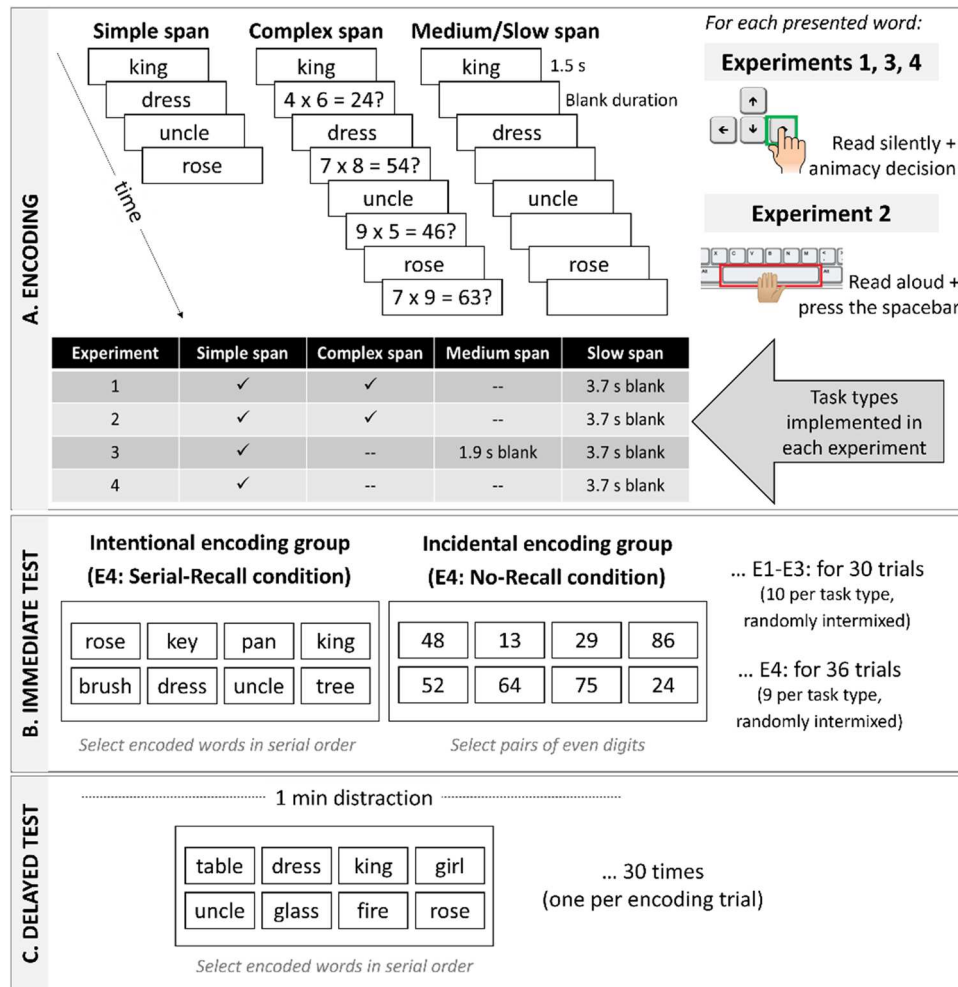 A. ENCODING
Simple span
king
dress
uncle
rose
time
Complex span
king
4 x 6 = 24?
dress
7 x 8 = 54?
uncle
9 x 5 = 46?
rose
7 x 9 = 63?
Medium/Slow span
king
1.5 s
Blank duration
dress
uncle
rose
For each presented word:
Experiments 1, 3, 4
Read silently +
animacy decision
Experiment 2
X C V B N M <
Alt Alt
Read aloud +
press the spacebar
Experiment Simple span Complex span Medium span Slow span
1 ✓ ✓ -- 3.7 s blank
2 ✓ ✓ -- 3.7 s blank
3 ✓ -- 1.9 s blank 3.7 s blank
4 ✓ -- -- 3.7 s blank
Task types
implemented in
each experiment
B. IMMEDIATE TEST
Intentional encoding group
(E4: Serial-Recall condition)
rose key pan king
brush dress uncle tree
Select encoded words in serial order
Incidental encoding group
(E4: No-Recall condition)
48 13 29 86
52 64 75 24
Select pairs of even digits
... E1-E3: for 30 trials
(10 per task type,
randomly intermixed)
... E4: for 36 trials
(9 per task type,
randomly intermixed)
C. DELAYED TEST
1 min distraction
table dress king girl
uncle glass fire rose
Select encoded words in serial order
... 30 times
(one per encoding trial)